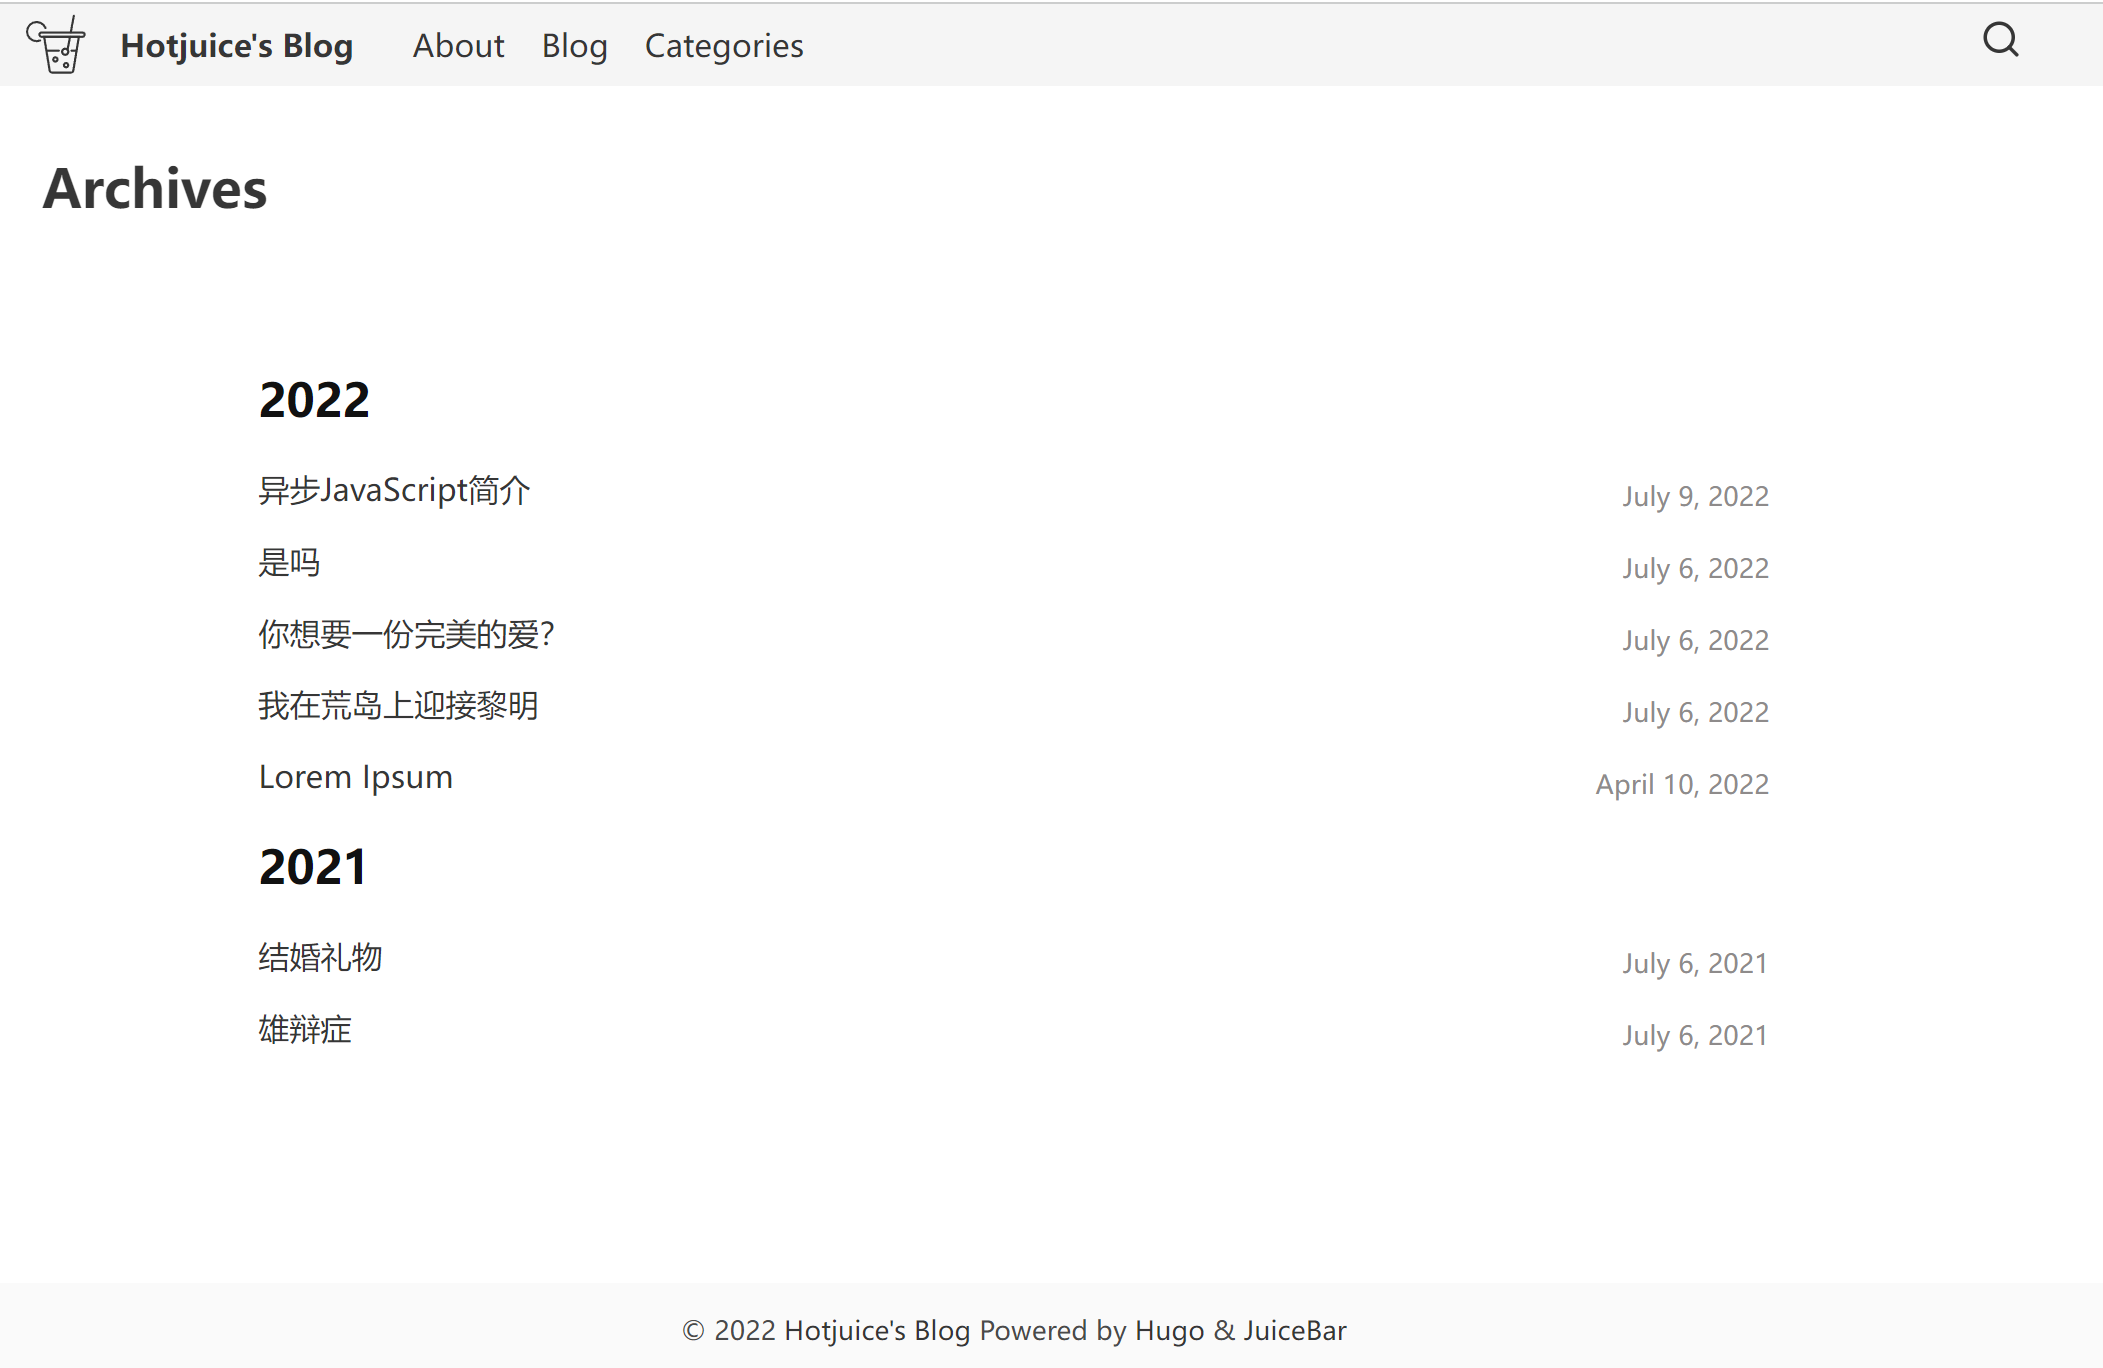 Hotjuice's Blog About Blog Categories
Archives
2022
异步JavaScript简介 July 9, 2022
是吗 July 6, 2022
你想要一份完美的爱? July 6, 2022
我在荒岛上迎接黎明 July 6, 2022
Lorem Ipsum April 10, 2022
2021
结婚礼物 July 6, 2021
雄辩症 July 6, 2021
© 2022 Hotjuice's Blog Powered by Hugo & JuiceBar